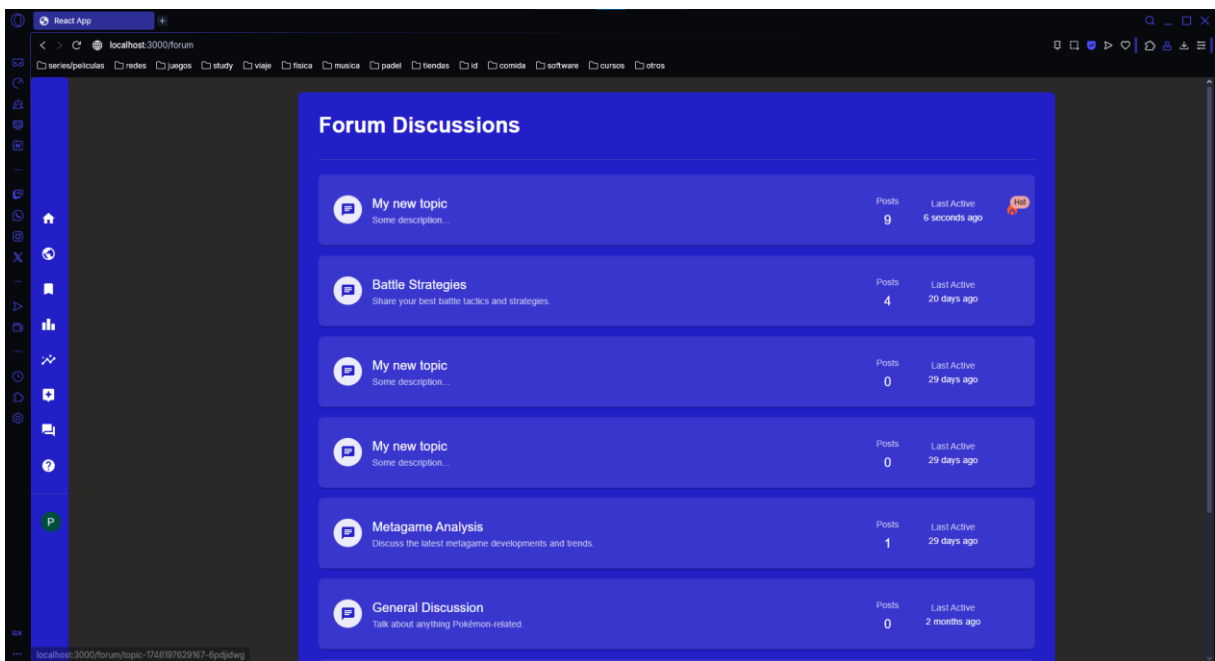 React App
localhost:3000/forum
series/peliculas redes juegos study viaje fisica musica padel tiendas id comida software cursos otros
Forum Discussions
My new topic
Some description...
Posts
9
Last Active
6 seconds ago
Hot
Battle Strategies
Share your best battle tactics and strategies.
Posts
4
Last Active
20 days ago
My new topic
Some description...
Posts
0
Last Active
29 days ago
My new topic
Some description...
Posts
0
Last Active
29 days ago
Metagame Analysis
Discuss the latest metagame developments and trends.
Posts
1
Last Active
29 days ago
General Discussion
Talk about anything Pokémon-related.
Posts
0
Last Active
2 months ago
P
GX
localhost:3000/forum/topic-1746197629167-6pdjidwg